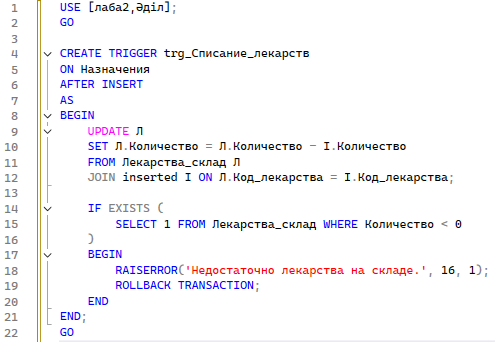 1 USE [лаба2,Әділ];
2 GO
3
4 CREATE TRIGGER trg_Списание_лекарств
5 ON Назначения
6 AFTER INSERT
7 AS
8 BEGIN
9 UPDATE Л
10 SET Л.Количество = Л.Количество - I.Количество
11 FROM Лекарства_склад Л
12 JOIN inserted I ON Л.Код_лекарства = I.Код_лекарства;
13
14 IF EXISTS (
15 SELECT 1 FROM Лекарства_склад WHERE Количество < 0
16 )
17 BEGIN
18 RAISERROR('Недостаточно лекарства на складе.', 16, 1);
19 ROLLBACK TRANSACTION;
20 END
21 END;
22 GO